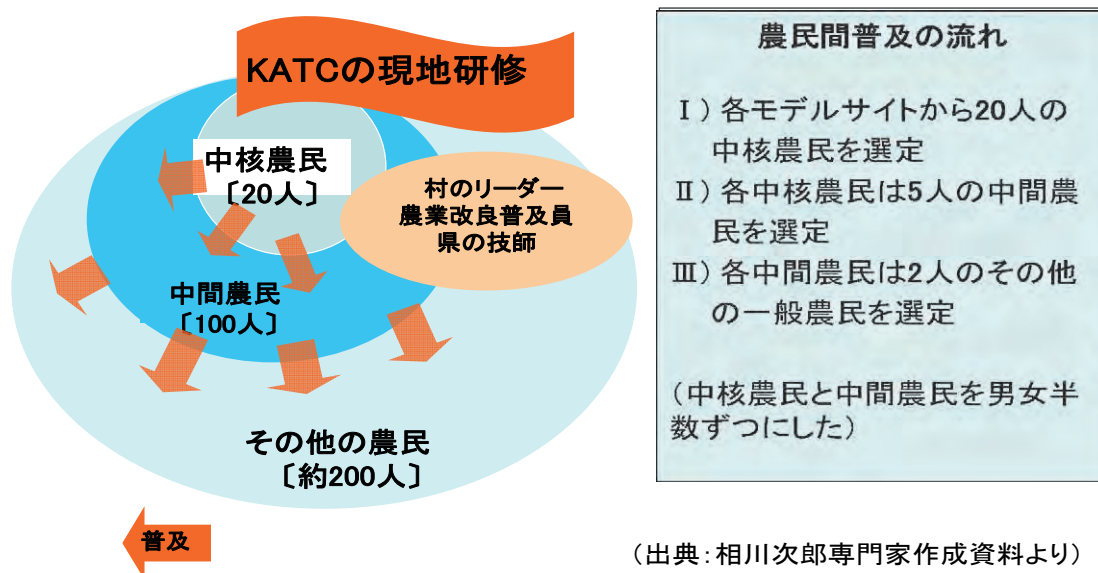 KATCの現地研修
中核農民
〔20人〕
村のリーダー
農業改良普及員
県の技師
中間農民
〔100人〕
その他の農民
〔約200人〕
普及
農民間普及の流れ
Ⅰ）各モデルサイトから20人の
中核農民を選定
Ⅱ）各中核農民は5人の中間農
民を選定
Ⅲ）各中間農民は2人のその他
の一般農民を選定
（中核農民と中間農民を男女半
数ずつにした）
（出典：相川次郎専門家作成資料より）